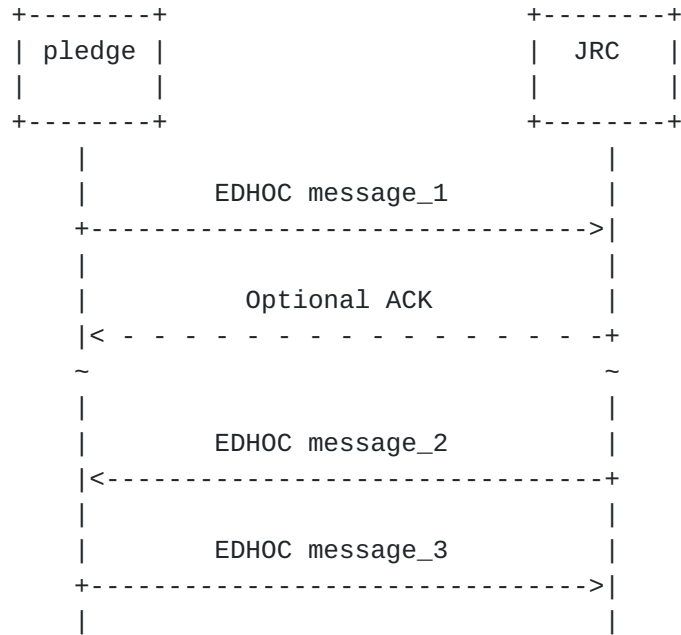 pledge JRC
EDHOC message_1
Optional ACK
EDHOC message_2
EDHOC message_3